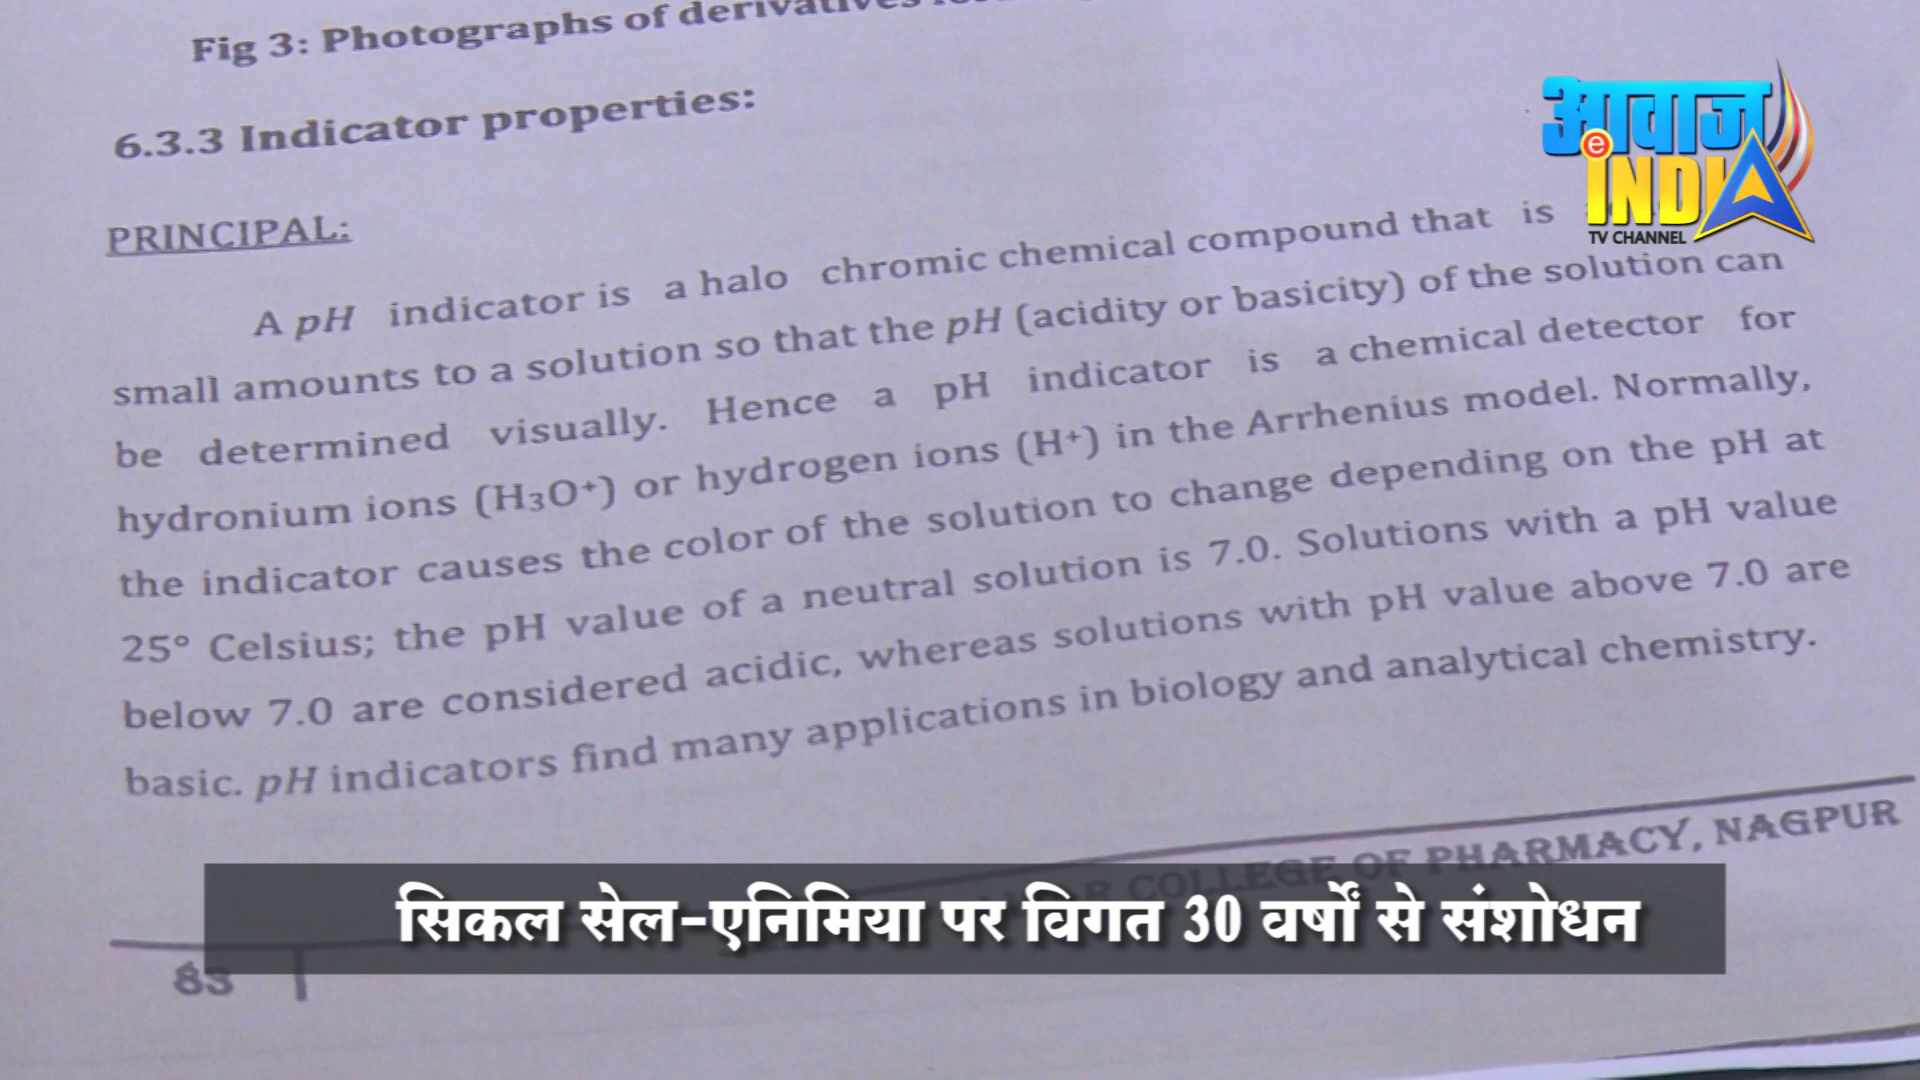 Fig 3: Photographs of derivatives
6.3.3 Indicator properties:
PRINCIPAL:
A pH indicator is a halo chromic chemical compound that is
small amounts to a solution so that the pH (acidity or basicity) of the solution can
be determined visually. Hence a pH indicator is a chemical detector for
hydronium ions (H₃O⁺) or hydrogen ions (H⁺) in the Arrhenius model. Normally,
the indicator causes the color of the solution to change depending on the pH at
25° Celsius; the pH value of a neutral solution is 7.0. Solutions with a pH value
below 7.0 are considered acidic, whereas solutions with pH value above 7.0 are
basic. pH indicators find many applications in biology and analytical chemistry.
COLLEGE OF PHARMACY, NAGPUR
83
आवाज
e INDIA
TV CHANNEL
सिकल सेल-एनिमिया पर विगत 30 वर्षों से संशोधन